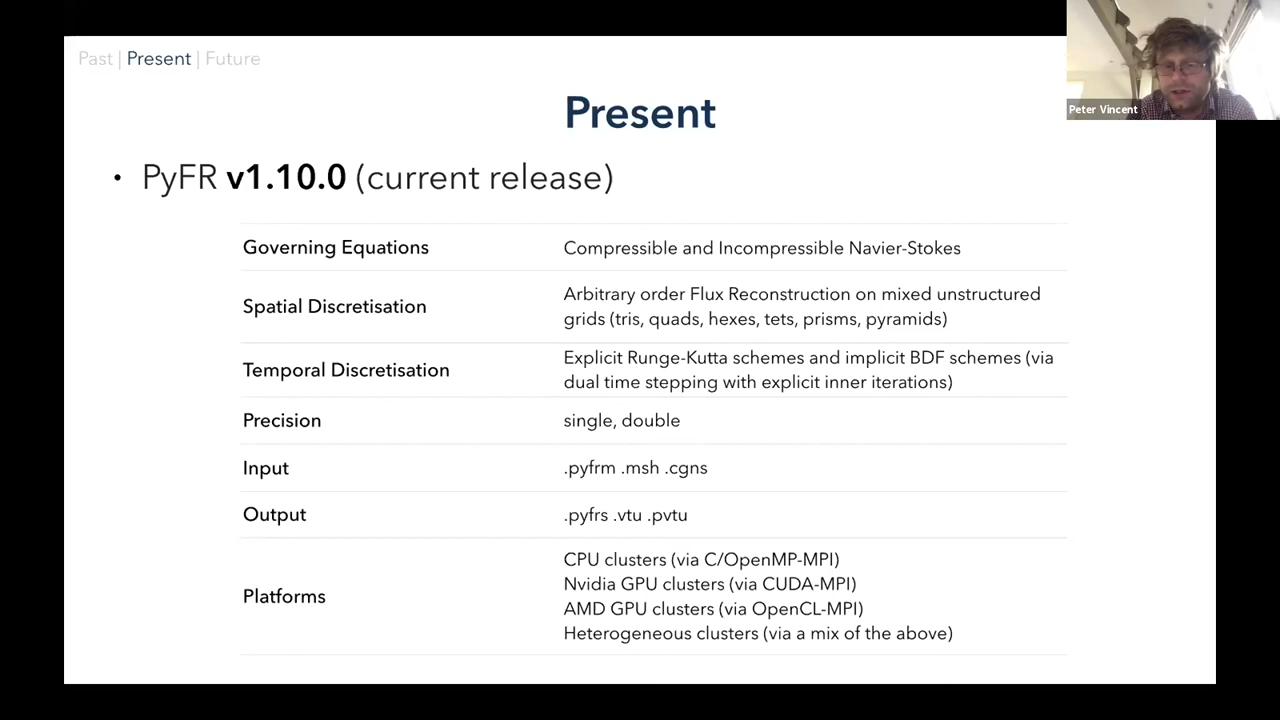 Past | Present | Future
Peter Vincent
Present
• PyFR v1.10.0 (current release)
Governing Equations
Compressible and Incompressible Navier-Stokes
Spatial Discretisation
Arbitrary order Flux Reconstruction on mixed unstructured
grids (tris, quads, hexes, tets, prisms, pyramids)
Temporal Discretisation
Explicit Runge-Kutta schemes and implicit BDF schemes (via
dual time stepping with explicit inner iterations)
Precision
single, double
Input
.pyfrm .msh .cgns
Output
.pyfrs .vtu .pvtu
Platforms
CPU clusters (via C/OpenMP-MPI)
Nvidia GPU clusters (via CUDA-MPI)
AMD GPU clusters (via OpenCL-MPI)
Heterogeneous clusters (via a mix of the above)